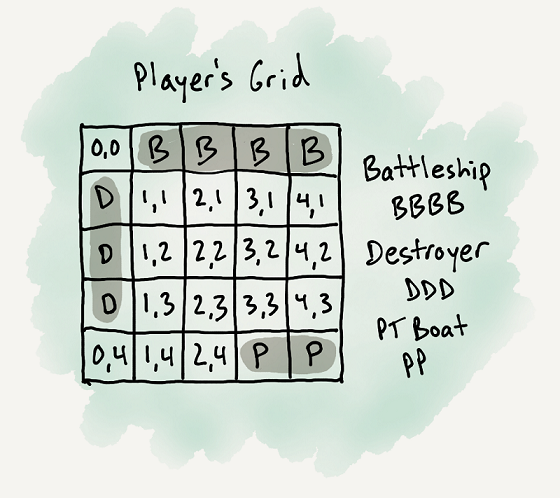 Player's Grid
0,0 B B B B
D 1,1 2,1 3,1 4,1
D 1,2 2,2 3,2 4,2
D 1,3 2,3 3,3 4,3
0,4 1,4 2,4 P P
Battleship
BBBB
Destroyer
DDD
PT Boat
PP